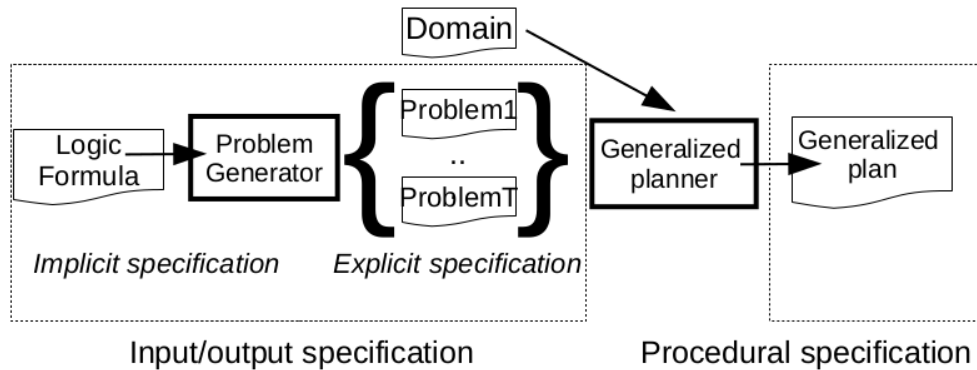 Domain
Logic
Formula
Problem
Generator
{
Problem1
..
ProblemT
}
Generalized
planner
Generalized
plan
Implicit specification
Explicit specification
Input/output specification
Procedural specification